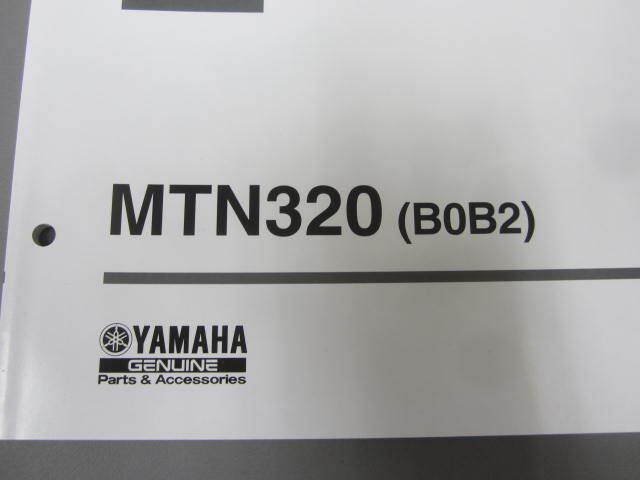 MTN320 (B0B2)
YAMAHA
GENUINE
Parts & Accessories